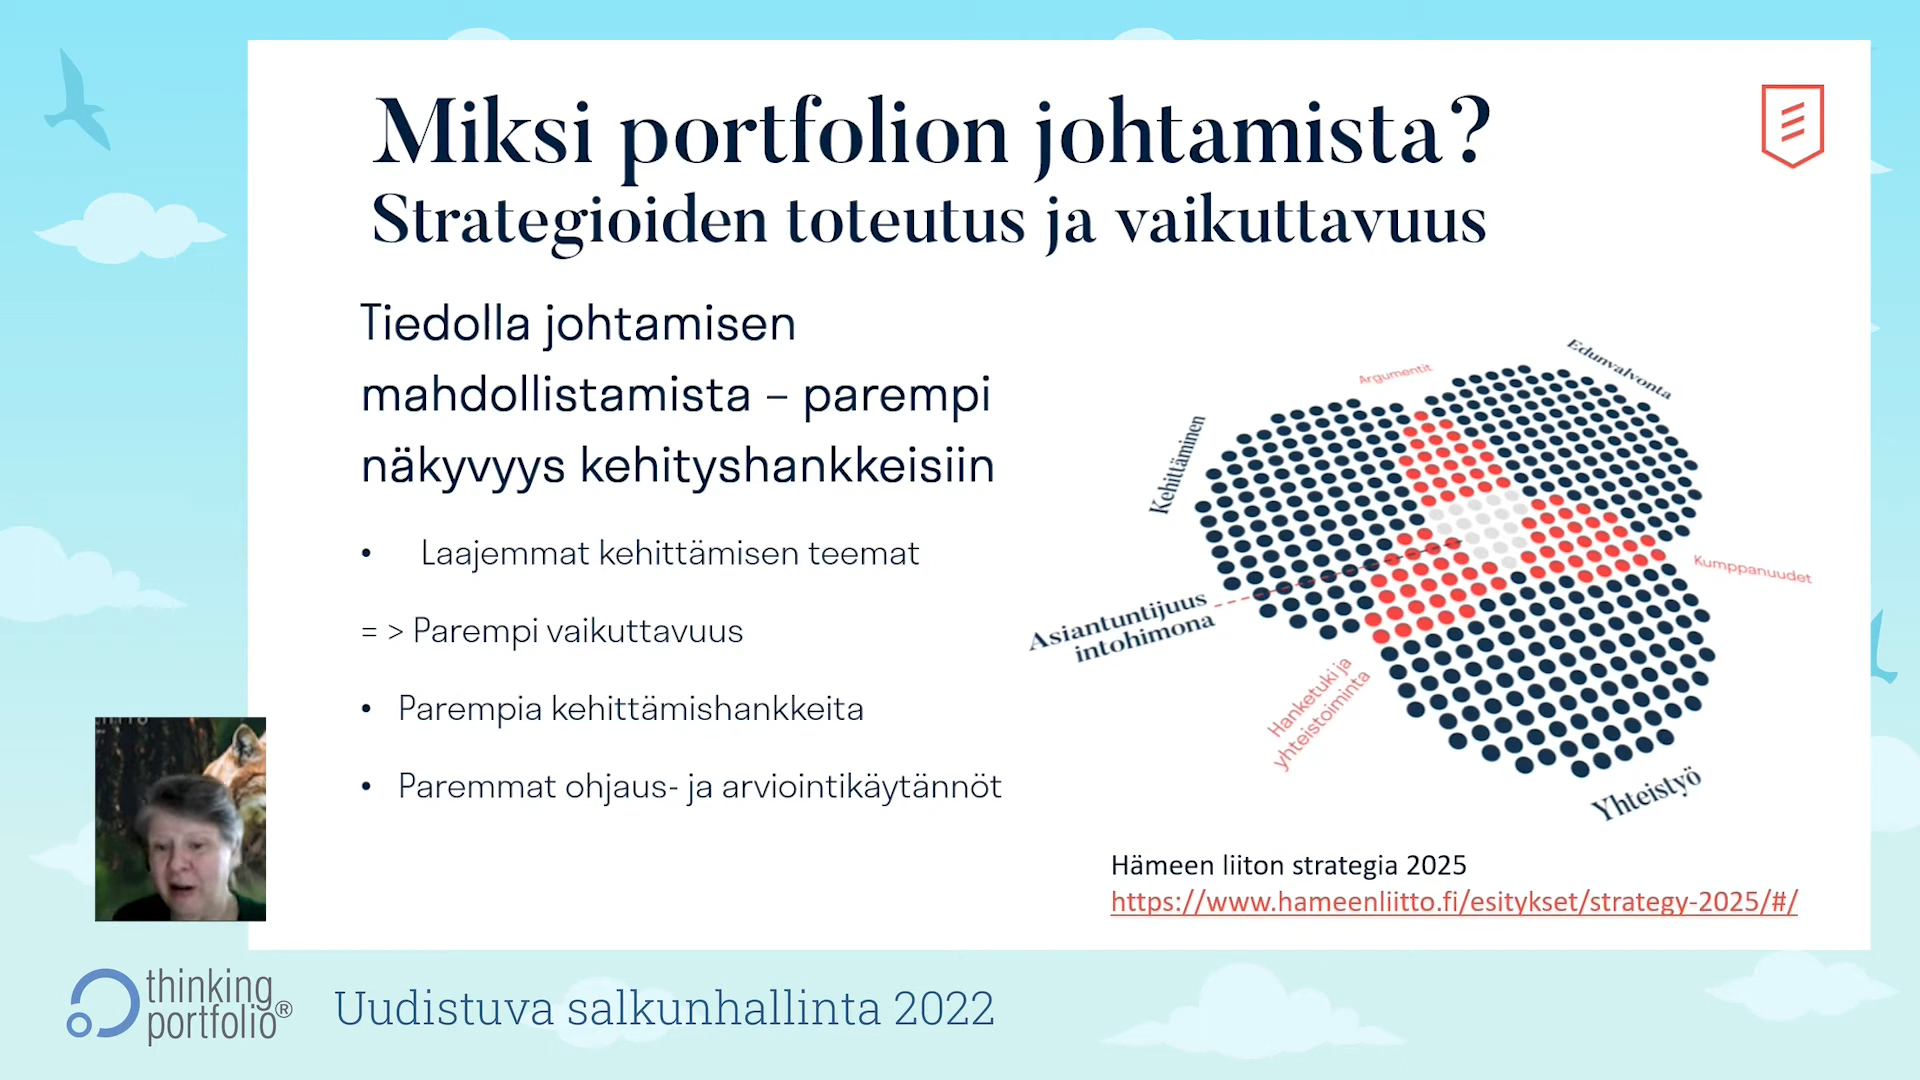 Miksi portfolion johtamista?
Strategioiden toteutus ja vaikuttavuus
Tiedolla johtamisen
mahdollistamista – parempi
näkyvyys kehityshankkeisiin
• Laajemmat kehittämisen teemat
= > Parempi vaikuttavuus
• Parempia kehittämishankkeita
• Paremmat ohjaus- ja arviointikäytännöt
Argumentit
Edunvalvonta
Kehittäminen
Kumppanuudet
Asiantuntijuus
intohimona
Hanketuki ja
yhteistoiminta
Yhteistyö
Hämeen liiton strategia 2025
https://www.hameenliitto.fi/esitykset/strategy-2025/#/
thinking
portfolio®
Uudistuva salkunhallinta 2022